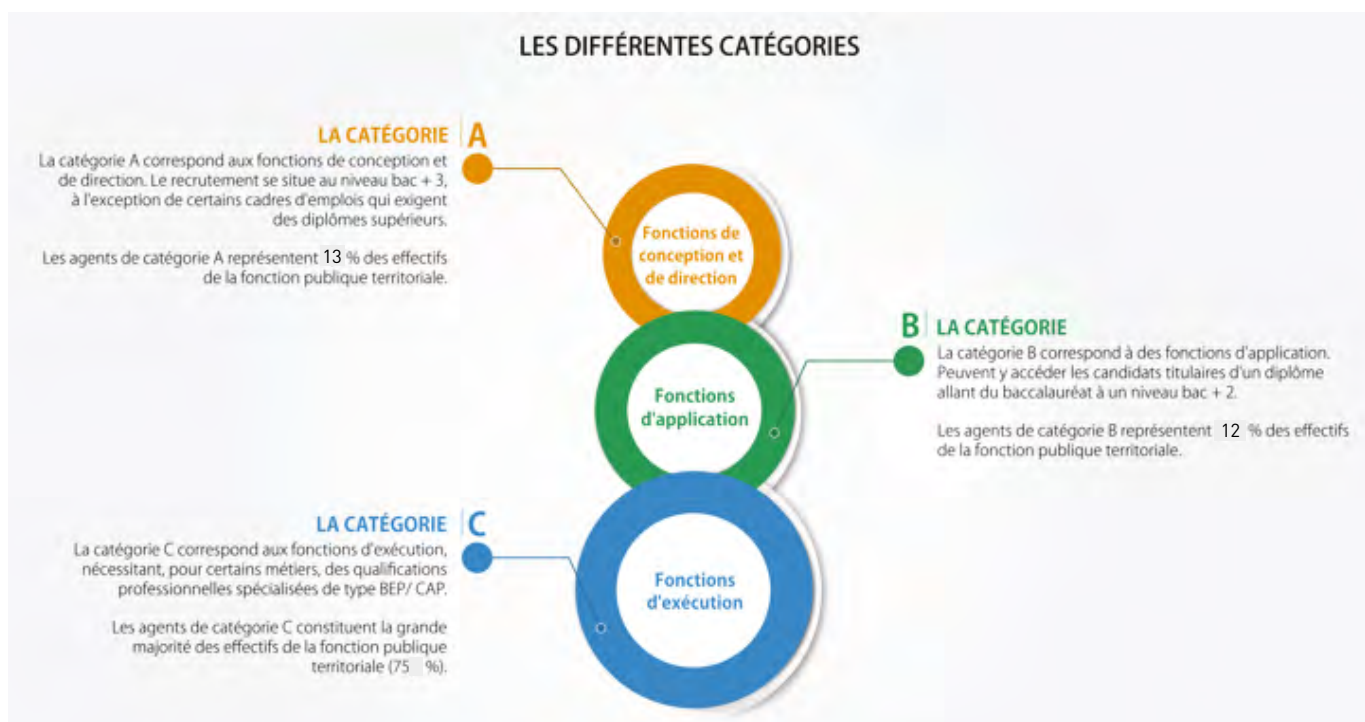 LES DIFFÉRENTES CATÉGORIES
LA CATÉGORIE A
La catégorie A correspond aux fonctions de conception et
de direction. Le recrutement se situe au niveau bac + 3,
à l'exception de certains cadres d'emplois qui exigent
des diplômes supérieurs.
Les agents de catégorie A représentent 13 % des effectifs
de la fonction publique territoriale.
Fonctions de
conception et
de direction
B LA CATÉGORIE
La catégorie B correspond à des fonctions d'application.
Peuvent y accéder les candidats titulaires d'un diplôme
allant du baccalauréat à un niveau bac + 2.
Les agents de catégorie B représentent 12 % des effectifs
de la fonction publique territoriale.
Fonctions
d'application
LA CATÉGORIE C
La catégorie C correspond aux fonctions d'exécution,
nécessitant, pour certains métiers, des qualifications
professionnelles spécialisées de type BEP/ CAP.
Les agents de catégorie C constituent la grande
majorité des effectifs de la fonction publique
territoriale (75 %).
Fonctions
d'exécution